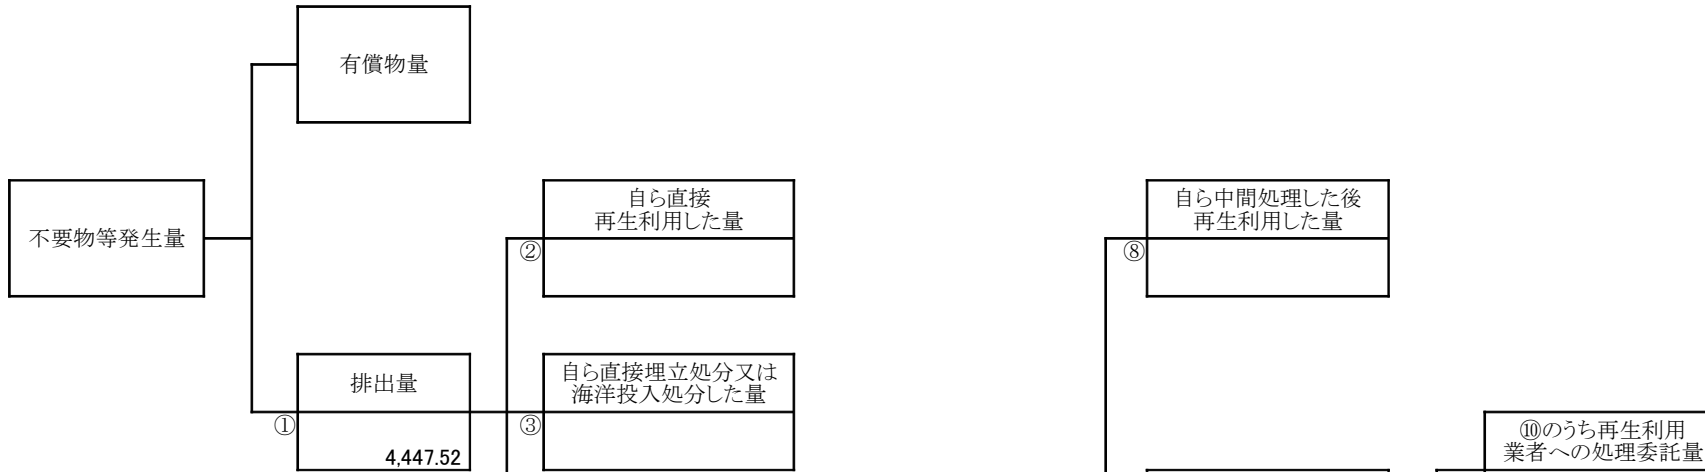 有償物量
不要物等発生量
自ら直接
再生利用した量
②
自ら中間処理した後
再生利用した量
⑧
排出量
①
4,447.52
自ら直接埋立処分又は
海洋投入処分した量
③
⑩のうち再生利用
業者への処理委託量